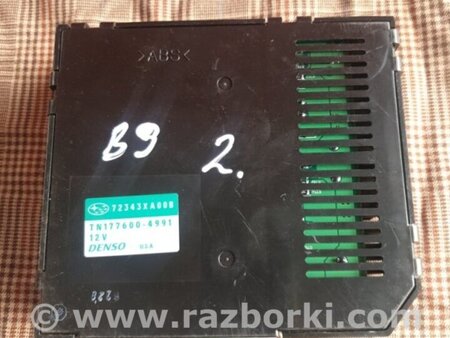 >ABS<
B9 2.
72343XA00B
TN177600-4991
12V
DENSO
www.razborki.com